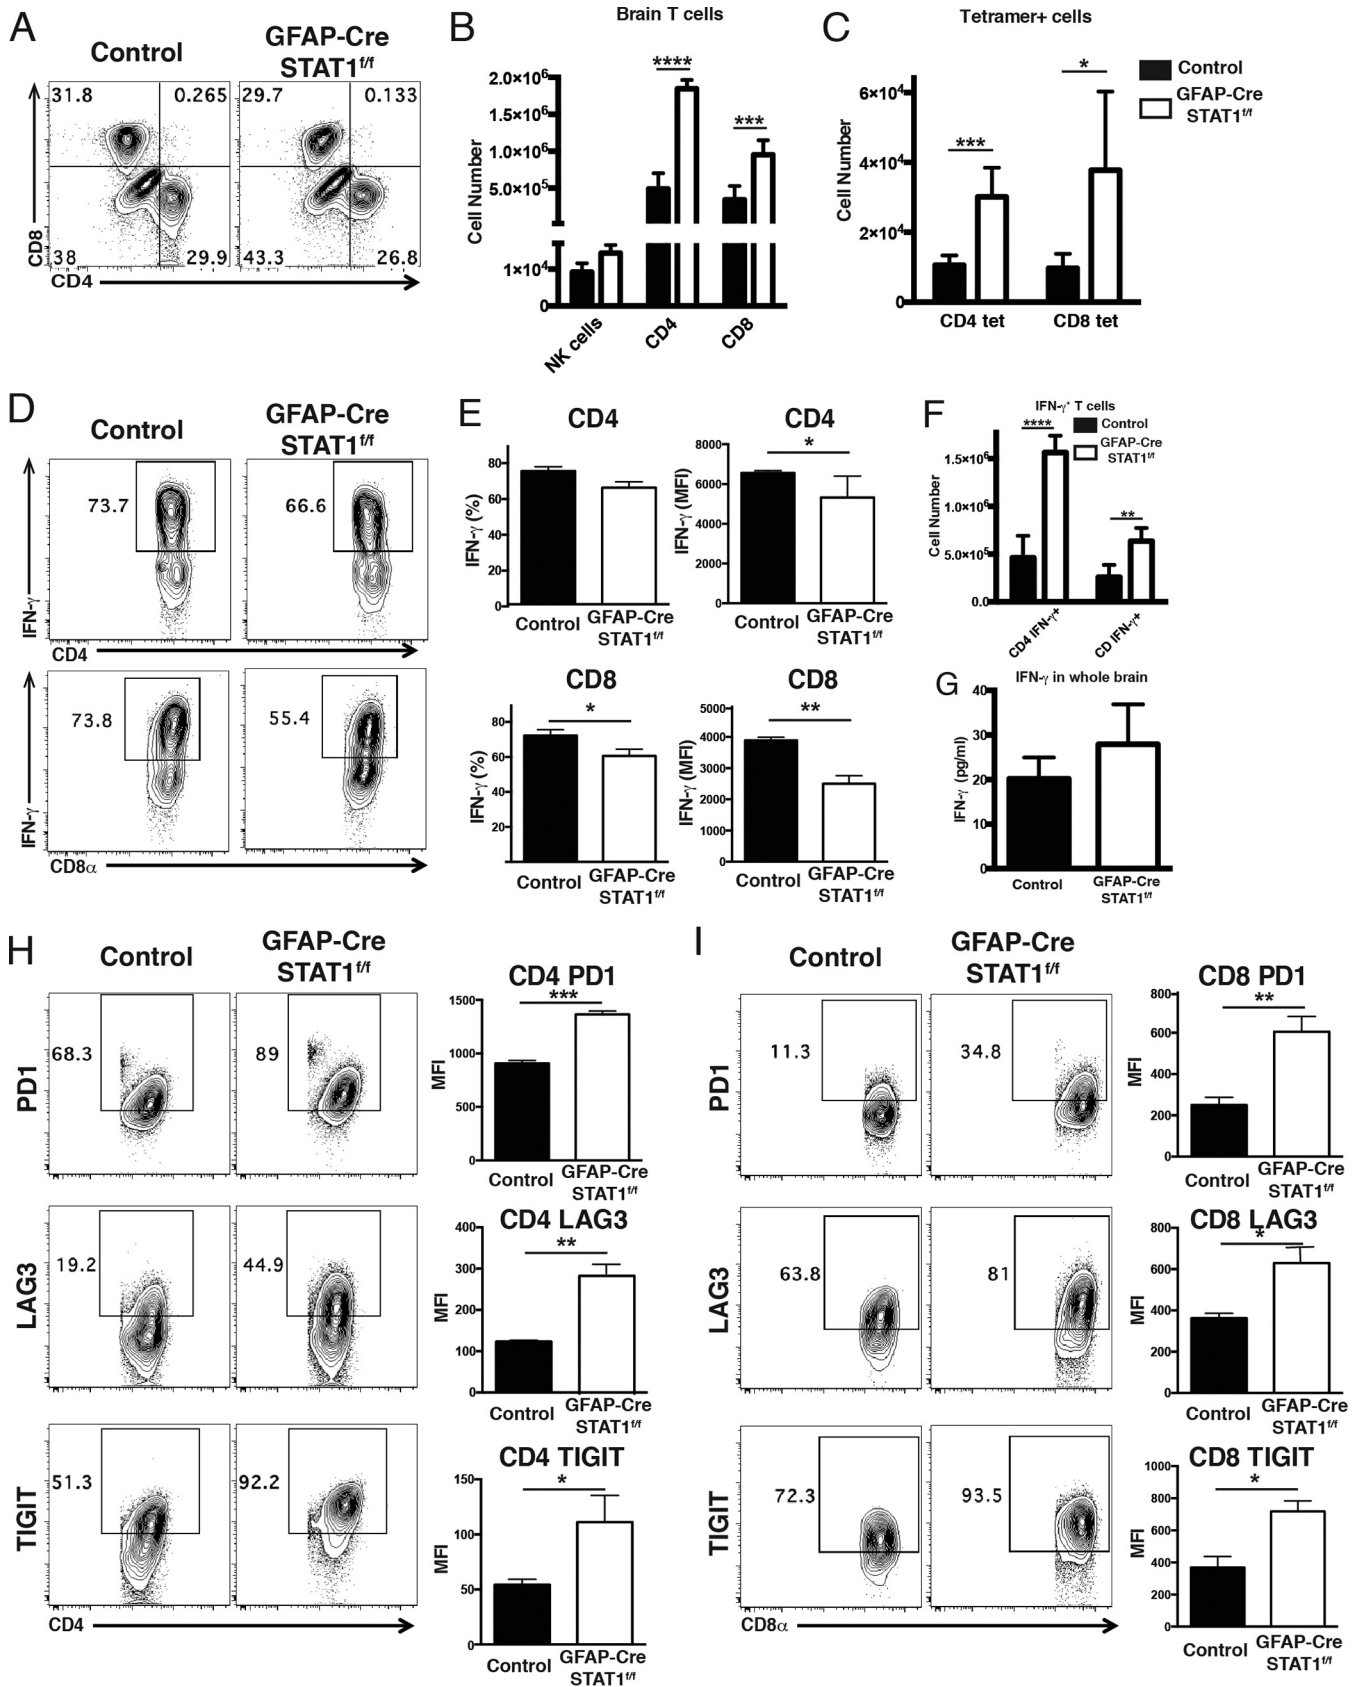 A
Control
GFAP-Cre
STAT1f/f
31.8
0.265
29.7
0.133
38
29.9
43.3
26.8
CD8
CD4
B
Brain T cells
Cell Number
2.0×10⁶
1.5×10⁶
1.0×10⁶
5.0×10⁵
1×10⁴
0
****
***
NK cells
CD4
CD8
C
Tetramer+ cells
Cell Number
6×10⁴
4×10⁴
2×10⁴
0
***
*
CD4 tet
CD8 tet
Control
GFAP-Cre
STAT1f/f
D
Control
GFAP-Cre
STAT1f/f
73.7
66.6
IFN-γ
CD4
73.8
55.4
IFN-γ
CD8α
E
CD4
IFN-γ (%)
80
60
40
20
0
Control
GFAP-Cre
STAT1f/f
CD4
IFN-γ (MFI)
8000
6000
4000
2000
0
*
Control
GFAP-Cre
STAT1f/f
CD8
IFN-γ (%)
80
60
40
20
*
Control
GFAP-Cre
STAT1f/f
CD8
IFN-γ (MFI)
5000
4000
3000
2000
1000
0
**
Control
GFAP-Cre
STAT1f/f
F
IFN-γ⁺ T cells
Control
GFAP-Cre
STAT1f/f
Cell Number
1.5×10⁶
1.0×10⁶
5.0×10⁵
0.0
****
**
CD4 IFN-γ+
CD IFN-γ+
G
IFN-γ in whole brain
IFN-γ (pg/ml)
40
30
20
10
0
Control
GFAP-Cre
STAT1f/f
H
Control
GFAP-Cre
STAT1f/f
PD1
68.3
89
CD4 PD1
MFI
1500
1000
500
0
***
Control
GFAP-Cre
STAT1f/f
LAG3
19.2
44.9
CD4 LAG3
MFI
400
300
200
100
0
**
Control
GFAP-Cre
STAT1f/f
TIGIT
51.3
92.2
CD4
CD4 TIGIT
MFI
150
100
50
0
*
Control
GFAP-Cre
STAT1f/f
I
Control
GFAP-Cre
STAT1f/f
PD1
11.3
34.8
CD8 PD1
MFI
800
600
400
200
0
**
Control
GFAP-Cre
STAT1f/f
LAG3
63.8
81
CD8 LAG3
MFI
800
600
400
200
0
*
Control
GFAP-Cre
STAT1f/f
TIGIT
72.3
93.5
CD8α
CD8 TIGIT
MFI
1000
800
600
400
200
0
*
Control
GFAP-Cre
STAT1f/f